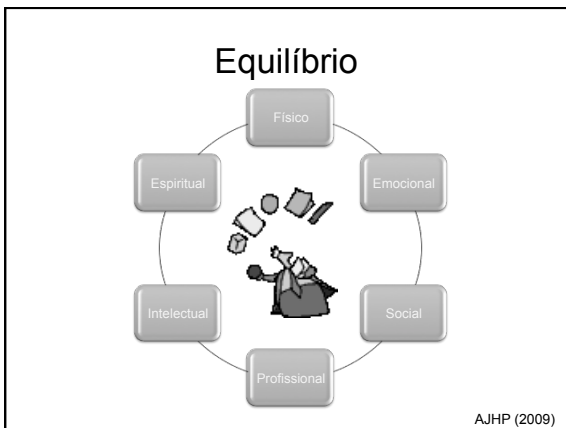 Equilíbrio
Físico
Emocional
Social
Profissional
Intelectual
Espiritual
AJHP (2009)